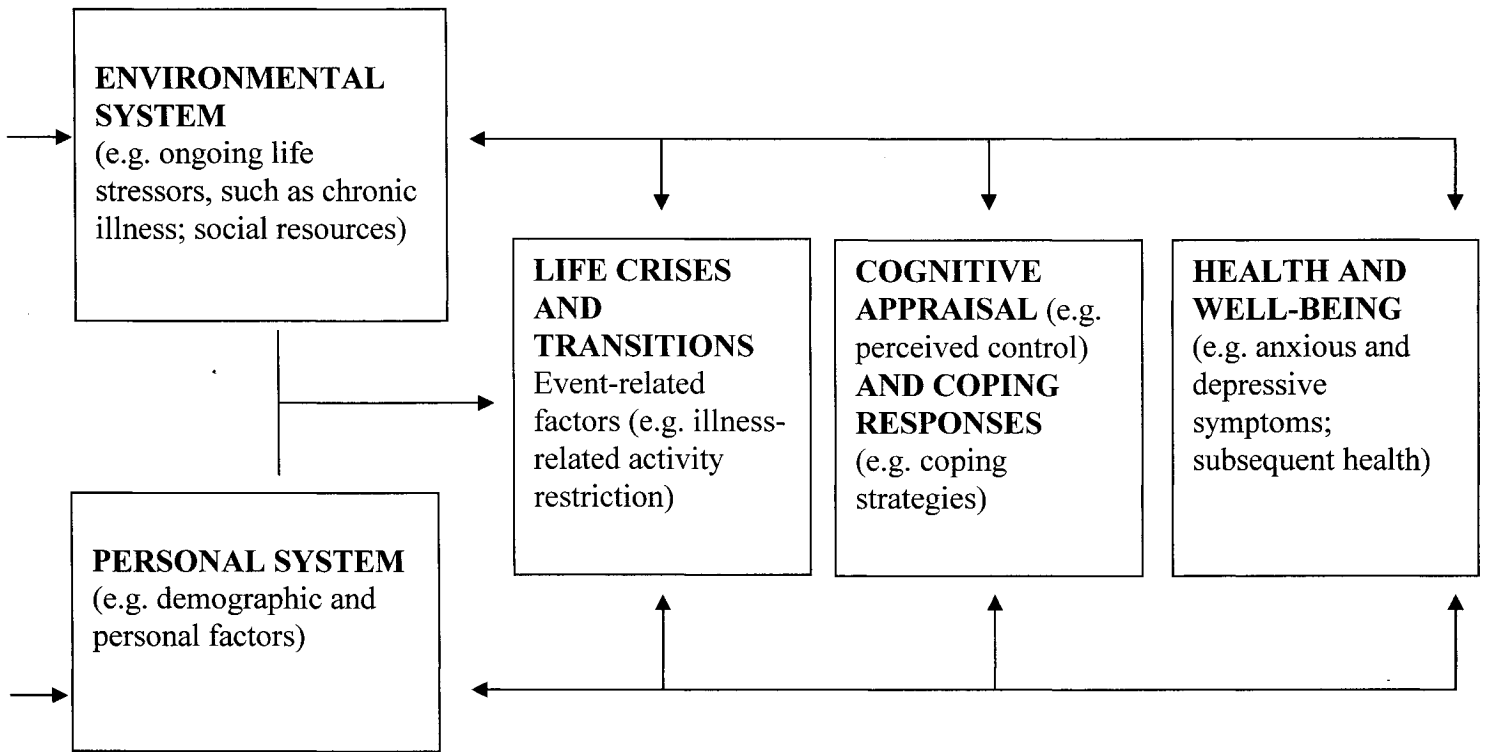 ENVIRONMENTAL
SYSTEM
(e.g. ongoing life
stressors, such as chronic
illness; social resources)
LIFE CRISES
AND
TRANSITIONS
Event-related
factors (e.g. illness-
related activity
restriction)
COGNITIVE
APPRAISAL (e.g.
perceived control)
AND COPING
RESPONSES
(e.g. coping
strategies)
HEALTH AND
WELL-BEING
(e.g. anxious and
depressive
symptoms;
subsequent health)
PERSONAL SYSTEM
(e.g. demographic and
personal factors)